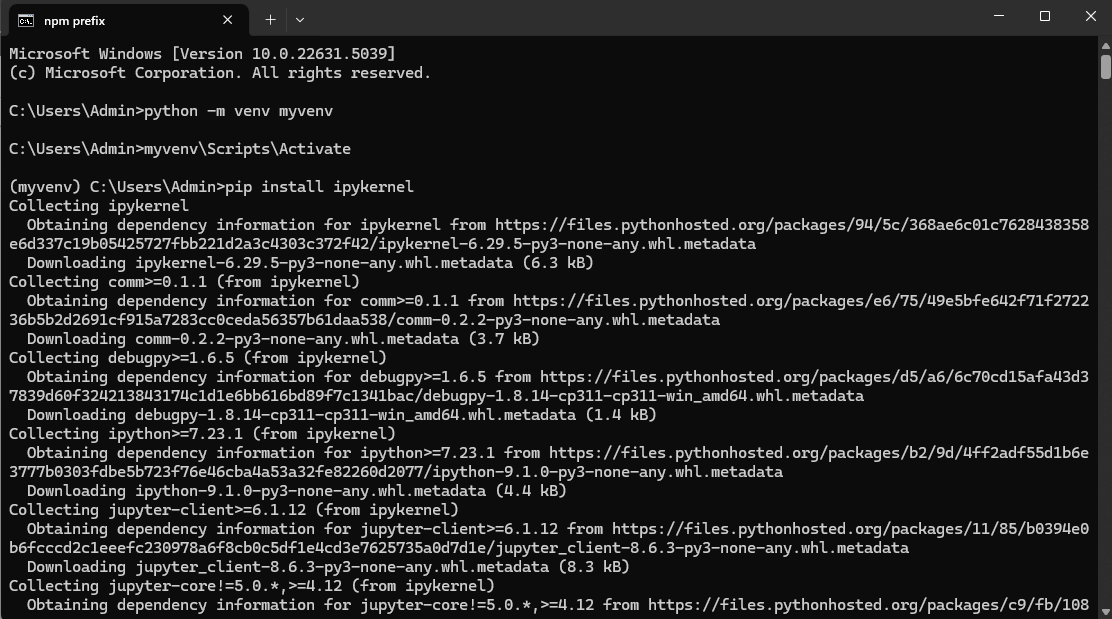 npm prefix
Microsoft Windows [Version 10.0.22631.5039]
(c) Microsoft Corporation. All rights reserved.
C:\Users\Admin>python -m venv myvenv
C:\Users\Admin>myvenv\Scripts\Activate
(myvenv) C:\Users\Admin>pip install ipykernel
Collecting ipykernel
  Obtaining dependency information for ipykernel from https://files.pythonhosted.org/packages/94/5c/368ae6c01c7628438358
e6d337c19b05425727fbb221d2a3c4303c372f42/ipykernel-6.29.5-py3-none-any.whl.metadata
  Downloading ipykernel-6.29.5-py3-none-any.whl.metadata (6.3 kB)
Collecting comm>=0.1.1 (from ipykernel)
  Obtaining dependency information for comm>=0.1.1 from https://files.pythonhosted.org/packages/e6/75/49e5bfe642f71f2722
36b5b2d2691cf915a7283cc0ceda56357b61daa538/comm-0.2.2-py3-none-any.whl.metadata
  Downloading comm-0.2.2-py3-none-any.whl.metadata (3.7 kB)
Collecting debugpy>=1.6.5 (from ipykernel)
  Obtaining dependency information for debugpy>=1.6.5 from https://files.pythonhosted.org/packages/d5/a6/6c70cd15afa43d3
7839d60f324213843174c1d1e6bb616bd89f7c1341bac/debugpy-1.8.14-cp311-cp311-win_amd64.whl.metadata
  Downloading debugpy-1.8.14-cp311-cp311-win_amd64.whl.metadata (1.4 kB)
Collecting ipython>=7.23.1 (from ipykernel)
  Obtaining dependency information for ipython>=7.23.1 from https://files.pythonhosted.org/packages/b2/9d/4ff2adf55d1b6e
3777b0303fdbe5b723f76e46cba4a53a32fe82260d2077/ipython-9.1.0-py3-none-any.whl.metadata
  Downloading ipython-9.1.0-py3-none-any.whl.metadata (4.4 kB)
Collecting jupyter-client>=6.1.12 (from ipykernel)
  Obtaining dependency information for jupyter-client>=6.1.12 from https://files.pythonhosted.org/packages/11/85/b0394e0
b6fcccd2c1eeefc230978a6f8cb0c5df1e4cd3e7625735a0d7d1e/jupyter_client-8.6.3-py3-none-any.whl.metadata
  Downloading jupyter_client-8.6.3-py3-none-any.whl.metadata (8.3 kB)
Collecting jupyter-core!=5.0.*,>=4.12 (from ipykernel)
  Obtaining dependency information for jupyter-core!=5.0.*,>=4.12 from https://files.pythonhosted.org/packages/c9/fb/108